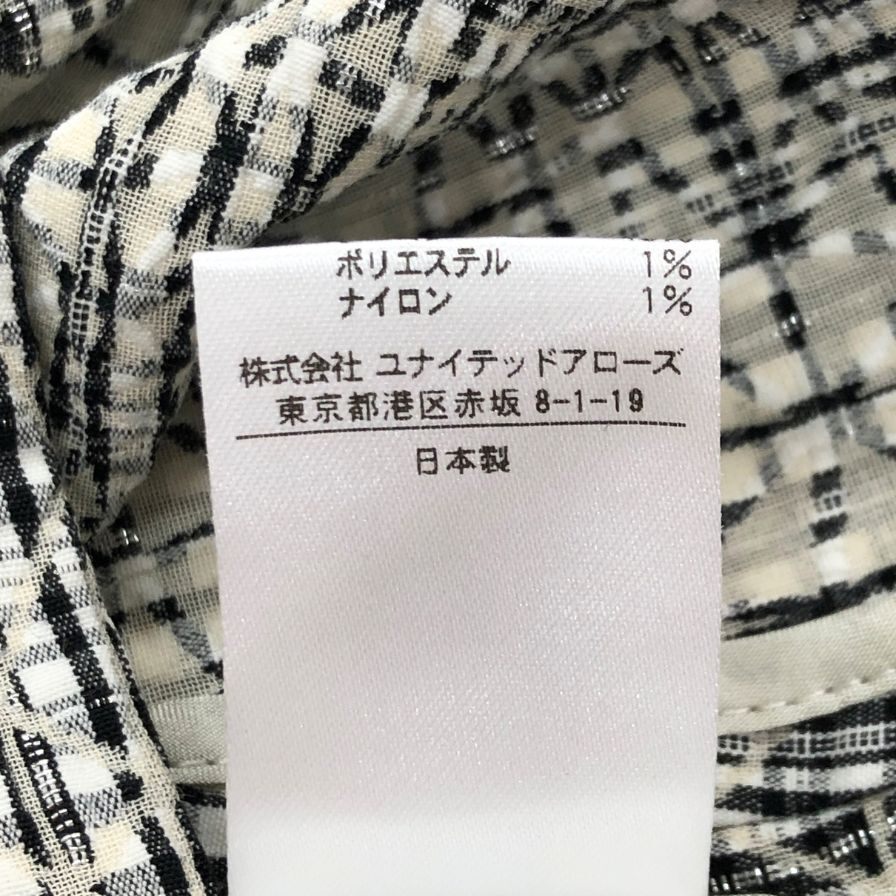 ポリエステル 1%
ナイロン 1%
株式会社 ユナイテッドアローズ
東京都港区赤坂 8-1-19
日本製